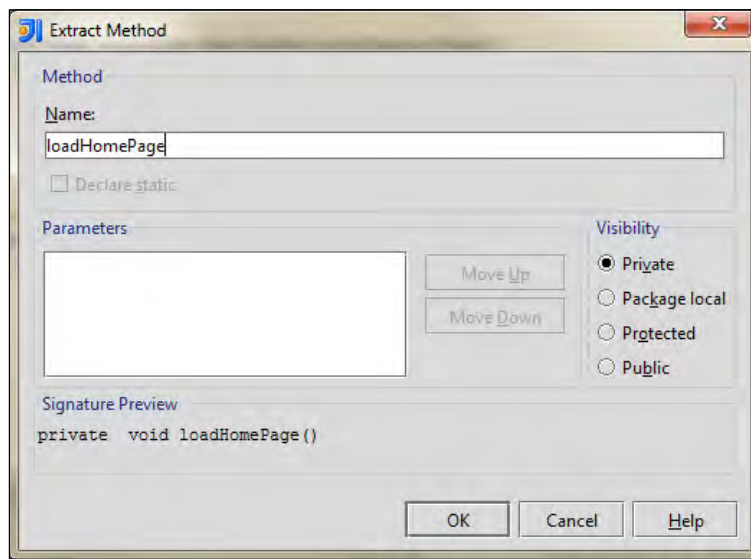 Extract Method
Method
Name:
loadHomePage
Declare static
Parameters
Move Up
Move Down
Visibility
Private
Package local
Protected
Public
Signature Preview
private  void loadHomePage()
OK
Cancel
Help